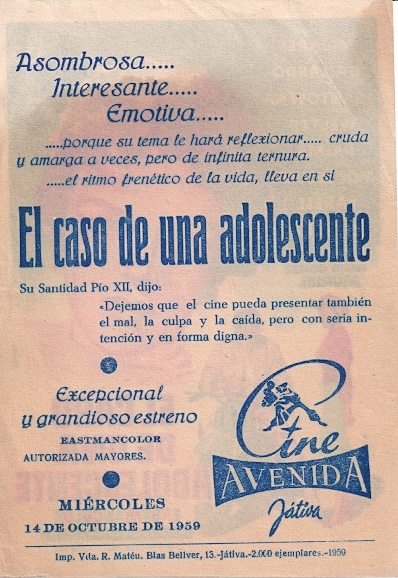 Asombrosa.....
Interesante.....
Emotiva.....
.....porque su tema le hará reflexionar..... cruda
y amarga a veces, pero de infinita ternura.
.....el ritmo frenético de la vida, lleva en si
El caso de una adolescente
Su Santidad Pío XII, dijo:
«Dejemos que el cine pueda presentar también
el mal, la culpa y la caída, pero con seria in-
tención y en forma digna.»
Excepcional
y grandioso estreno
EASTMANCOLOR
AUTORIZADA MAYORES.
MIÉRCOLES
14 DE OCTUBRE DE 1959
Cine
AVENIDA
Játiva
Imp. Vda. R. Matéu. Blas Bellver, 13.-Játiva.-2.000 ejemplares.-1959